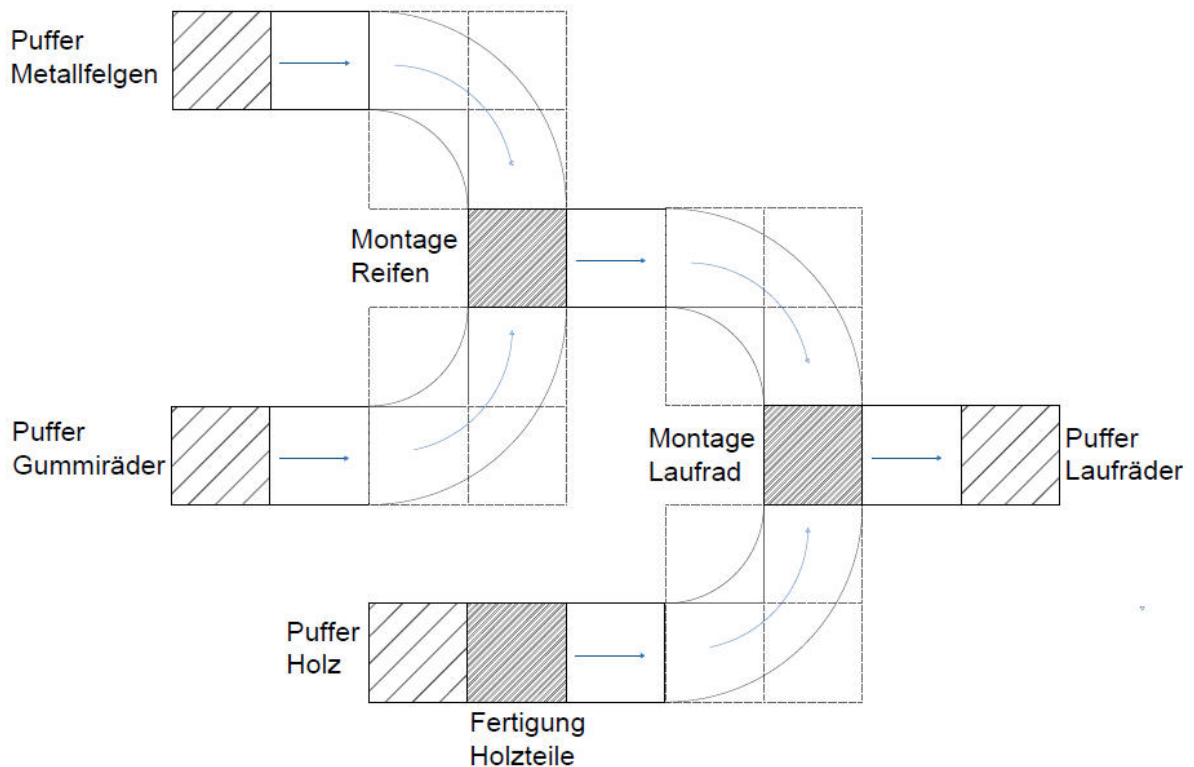 Puffer
Metallfelgen
Montage
Reifen
Puffer
Gummiräder
Montage
Laufrad
Puffer
Laufräder
Puffer
Holz
Fertigung
Holzteile